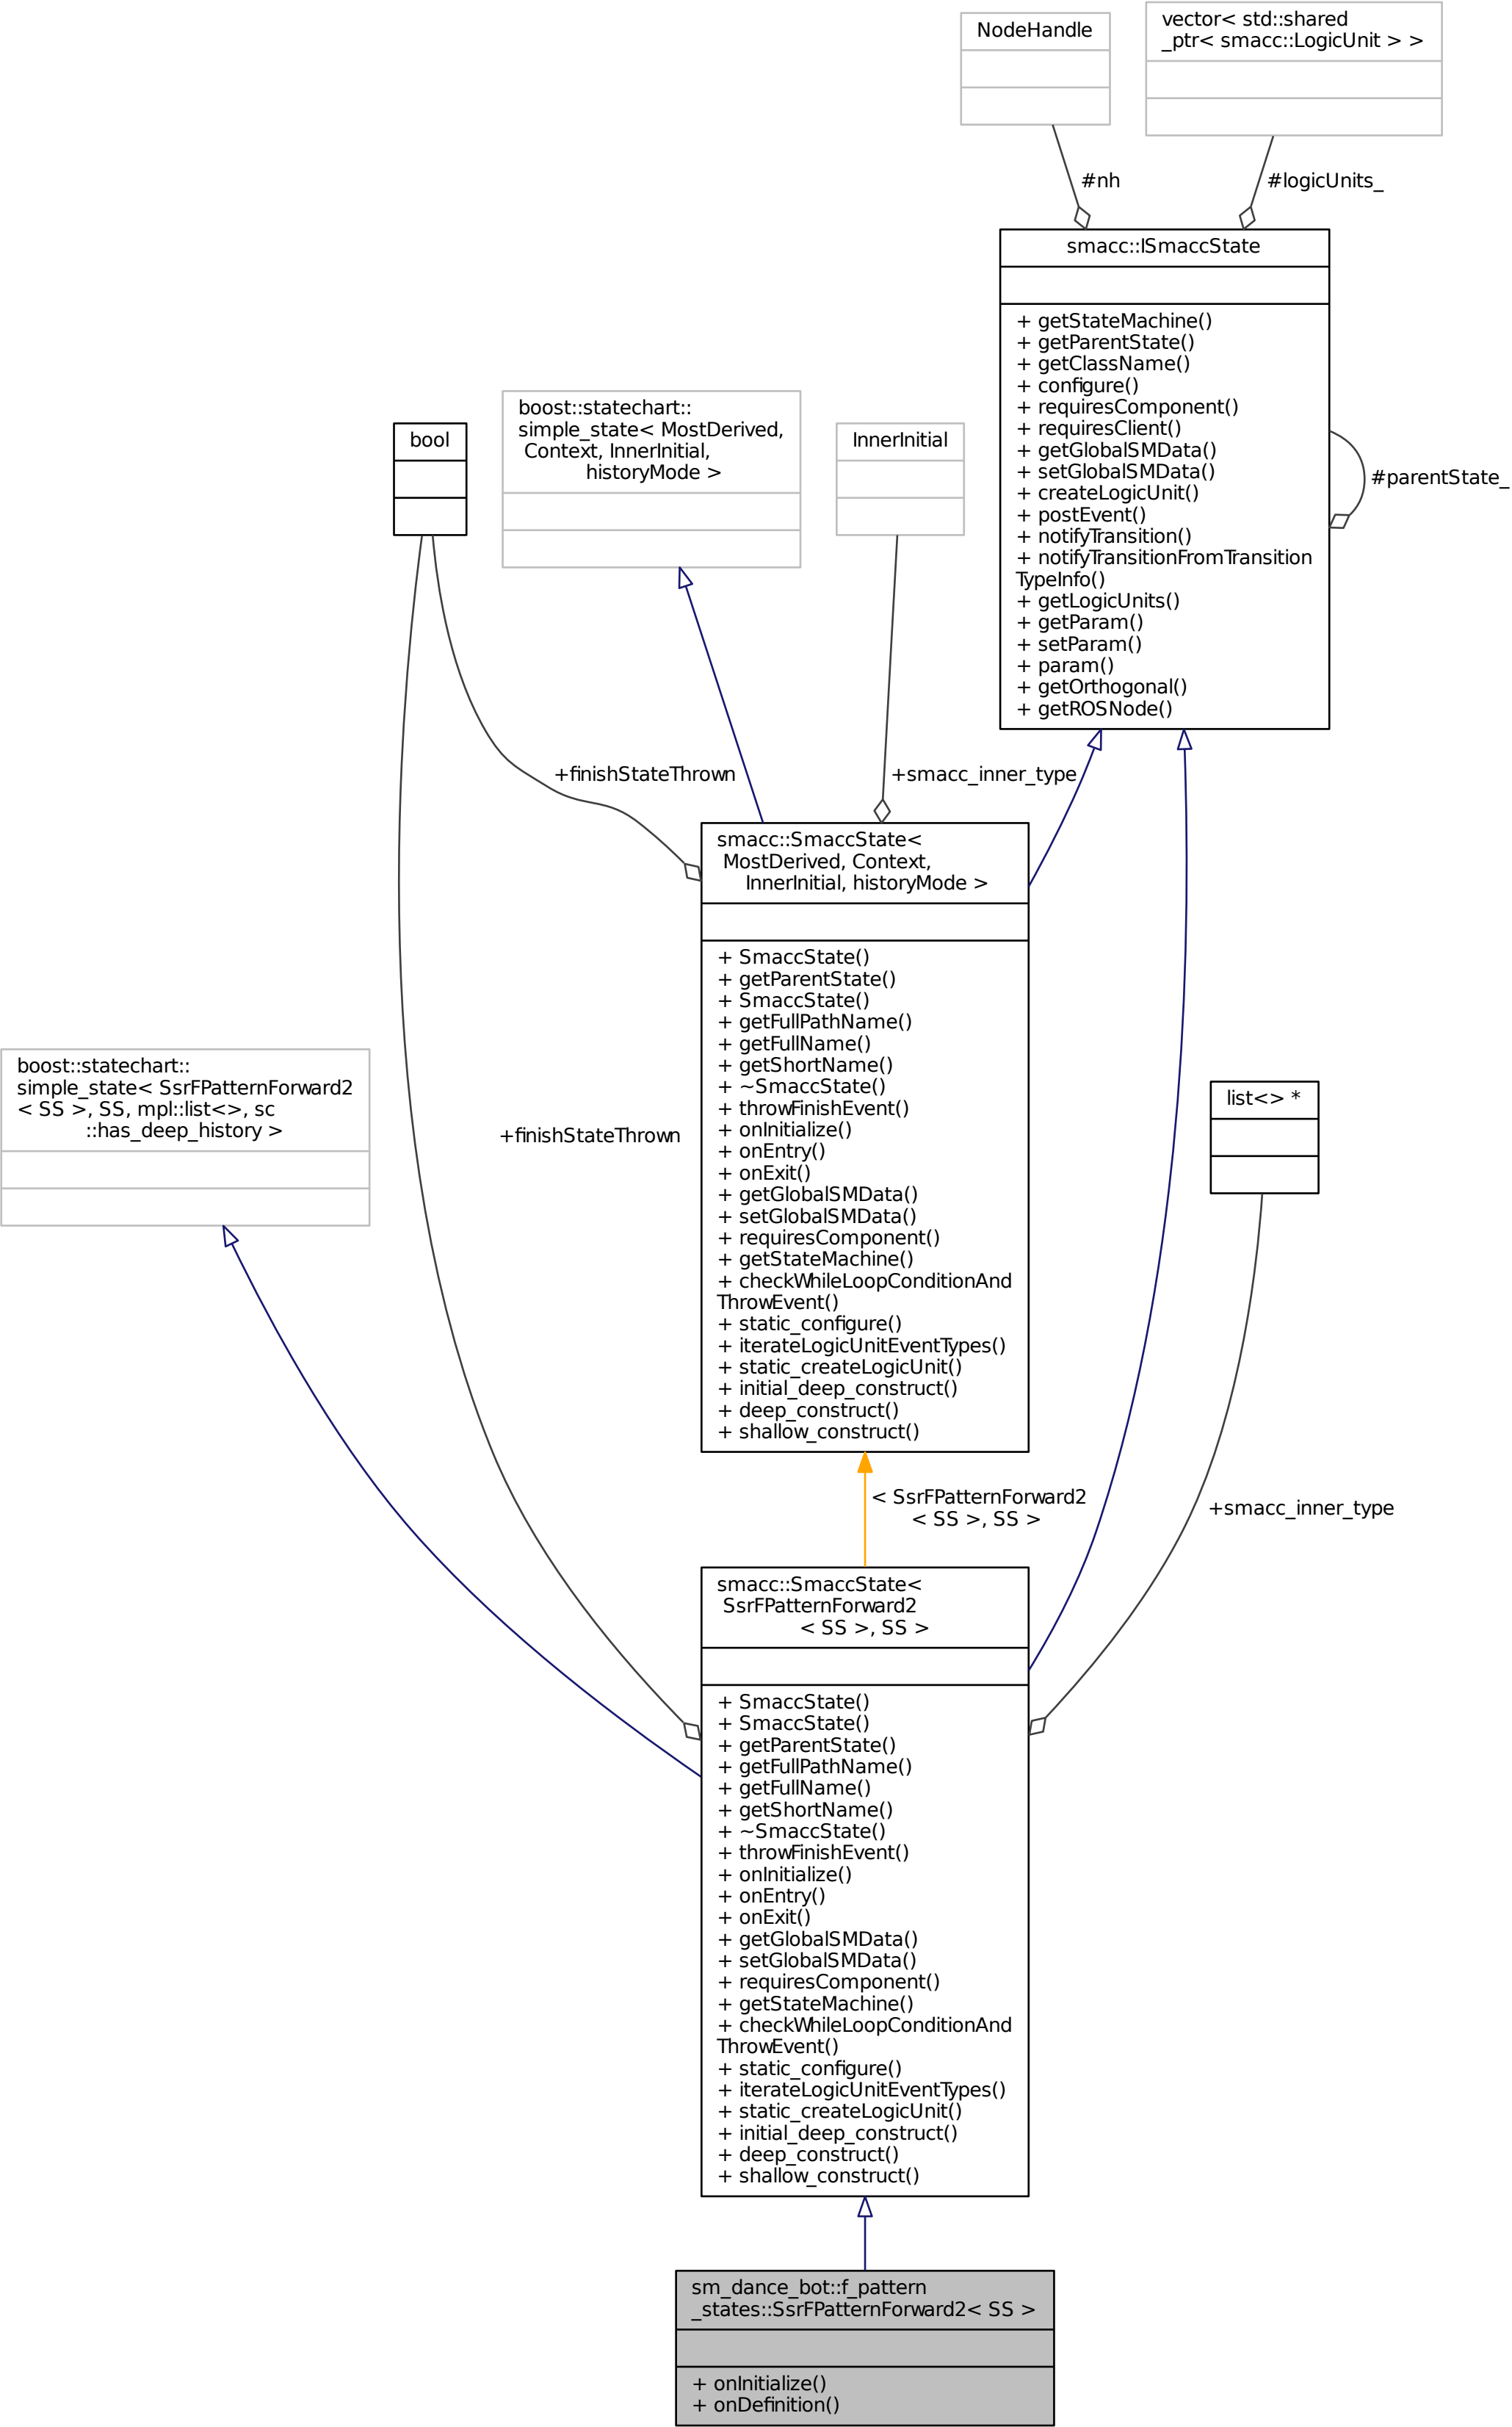 NodeHandle
vector< std::shared
_ptr< smacc::LogicUnit > >
#nh
#logicUnits_
smacc::ISmaccState
+ getStateMachine()
+ getParentState()
+ getClassName()
+ configure()
+ requiresComponent()
+ requiresClient()
+ getGlobalSMData()
+ setGlobalSMData()
+ createLogicUnit()
+ postEvent()
+ notifyTransition()
+ notifyTransitionFromTransition
TypeInfo()
+ getLogicUnits()
+ getParam()
+ setParam()
+ param()
+ getOrthogonal()
+ getROSNode()
#parentState_
boost::statechart::
simple_state< MostDerived,
Context, InnerInitial,
historyMode >
bool
InnerInitial
+finishStateThrown
+smacc_inner_type
smacc::SmaccState<
MostDerived, Context,
InnerInitial, historyMode >
+ SmaccState()
+ getParentState()
+ SmaccState()
+ getFullPathName()
+ getFullName()
+ getShortName()
+ ~SmaccState()
+ throwFinishEvent()
+ onInitialize()
+ onEntry()
+ onExit()
+ getGlobalSMData()
+ setGlobalSMData()
+ requiresComponent()
+ getStateMachine()
+ checkWhileLoopConditionAnd
ThrowEvent()
+ static_configure()
+ iterateLogicUnitEventTypes()
+ static_createLogicUnit()
+ initial_deep_construct()
+ deep_construct()
+ shallow_construct()
boost::statechart::
simple_state< SsrFPatternForward2
< SS >, SS, mpl::list<>, sc
::has_deep_history >
+finishStateThrown
list<> *
< SsrFPatternForward2
< SS >, SS >
+smacc_inner_type
smacc::SmaccState<
SsrFPatternForward2
< SS >, SS >
+ SmaccState()
+ SmaccState()
+ getParentState()
+ getFullPathName()
+ getFullName()
+ getShortName()
+ ~SmaccState()
+ throwFinishEvent()
+ onInitialize()
+ onEntry()
+ onExit()
+ getGlobalSMData()
+ setGlobalSMData()
+ requiresComponent()
+ getStateMachine()
+ checkWhileLoopConditionAnd
ThrowEvent()
+ static_configure()
+ iterateLogicUnitEventTypes()
+ static_createLogicUnit()
+ initial_deep_construct()
+ deep_construct()
+ shallow_construct()
sm_dance_bot::f_pattern
_states::SsrFPatternForward2< SS >
+ onInitialize()
+ onDefinition()